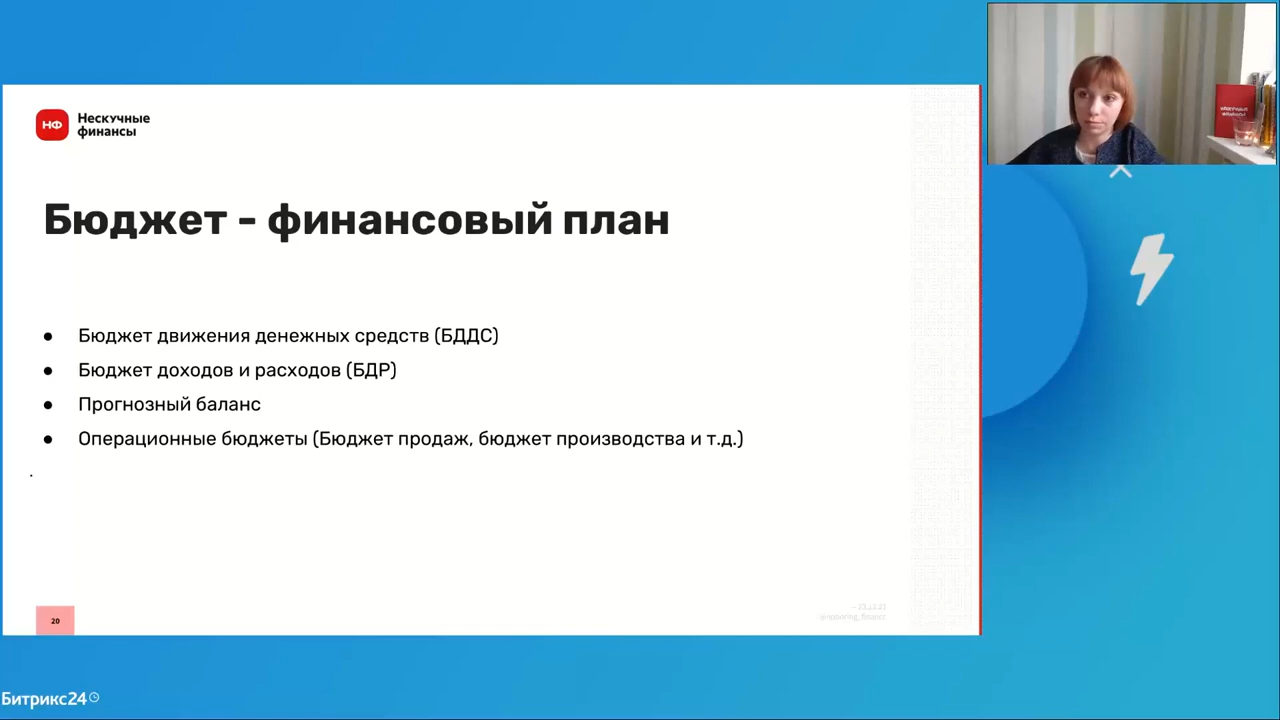 НФ
Нескучные
финансы
Бюджет - финансовый план
● Бюджет движения денежных средств (БДДС)
● Бюджет доходов и расходов (БДР)
● Прогнозный баланс
● Операционные бюджеты (Бюджет продаж, бюджет производства и т.д.)
.
20
Битрикс24